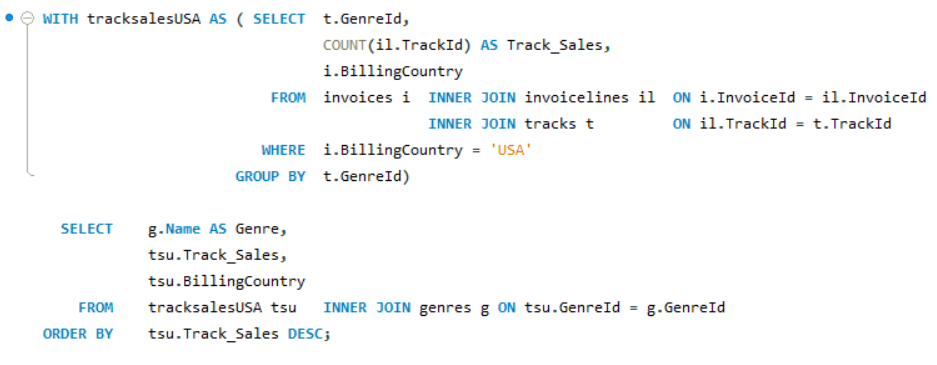 WITH tracksalesUSA AS ( SELECT t.GenreId,
COUNT(il.TrackId) AS Track_Sales,
i.BillingCountry
FROM invoices i INNER JOIN invoicelines il ON i.InvoiceId = il.InvoiceId
INNER JOIN tracks t ON il.TrackId = t.TrackId
WHERE i.BillingCountry = 'USA'
GROUP BY t.GenreId)
SELECT g.Name AS Genre,
tsu.Track_Sales,
tsu.BillingCountry
FROM tracksalesUSA tsu INNER JOIN genres g ON tsu.GenreId = g.GenreId
ORDER BY tsu.Track_Sales DESC;